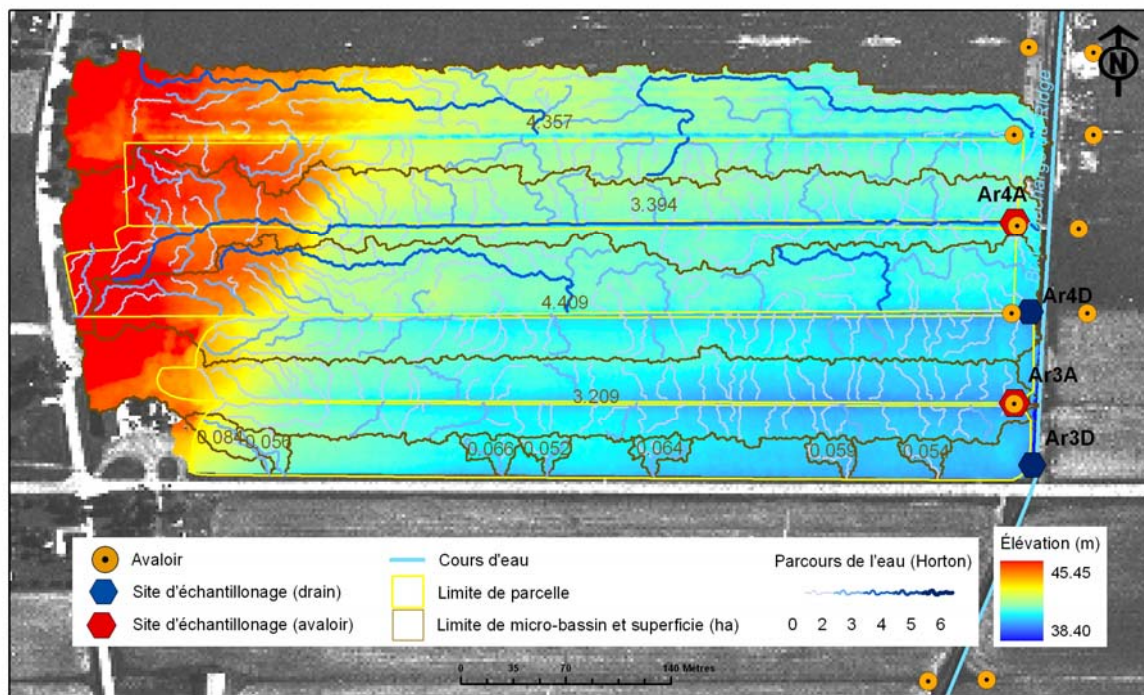 N
4.357
3.394
Ar4A
4.409
Ar4D
Ar3A
3.209
Ar3D
0.084
0.056
0.066
0.052
0.064
0.059
0.054
Avaloir
Site d'échantillonage (drain)
Site d'échantillonage (avaloir)
Cours d'eau
Limite de parcelle
Limite de micro-bassin et superficie (ha)
Parcours de l'eau (Horton)
0 2 3 4 5 6
Élévation (m)
45.45
38.40
0 35 70 140 Mètres